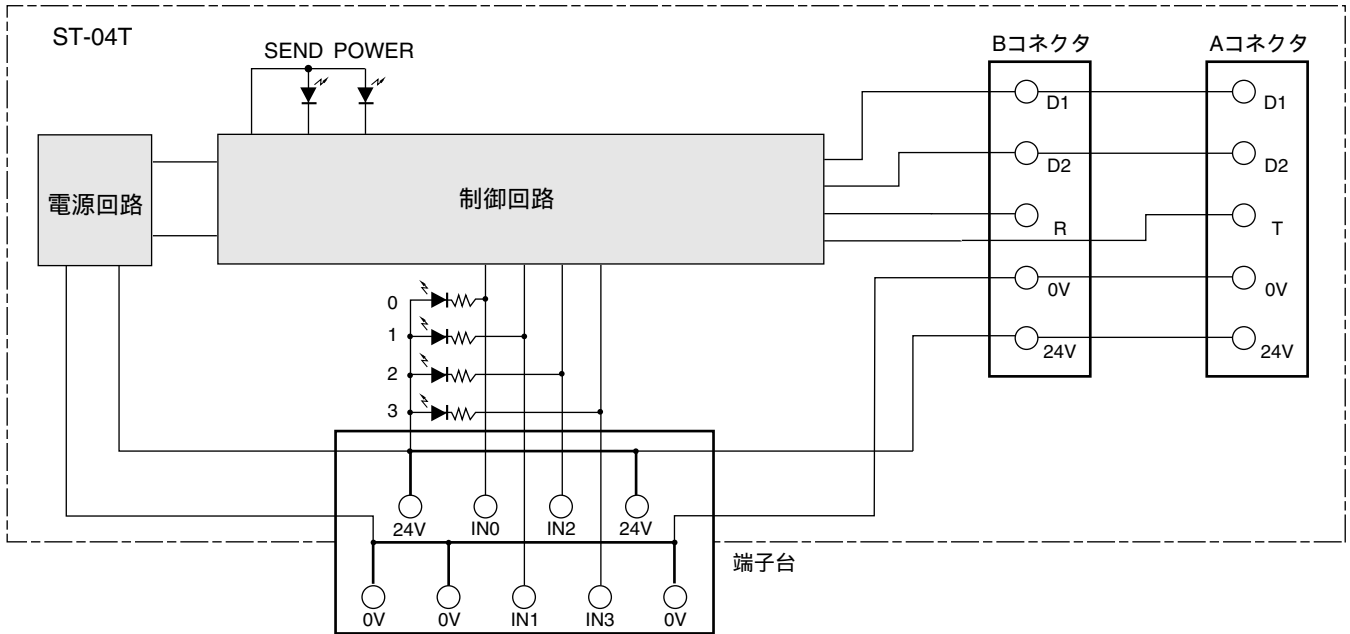 ST-04T
SEND POWER
Bコネクタ
Aコネクタ
D1
D1
D2
D2
電源回路
制御回路
R
T
0V
0V
24V
24V
0
1
2
3
24V
IN0
IN2
24V
端子台
0V
0V
IN1
IN3
0V